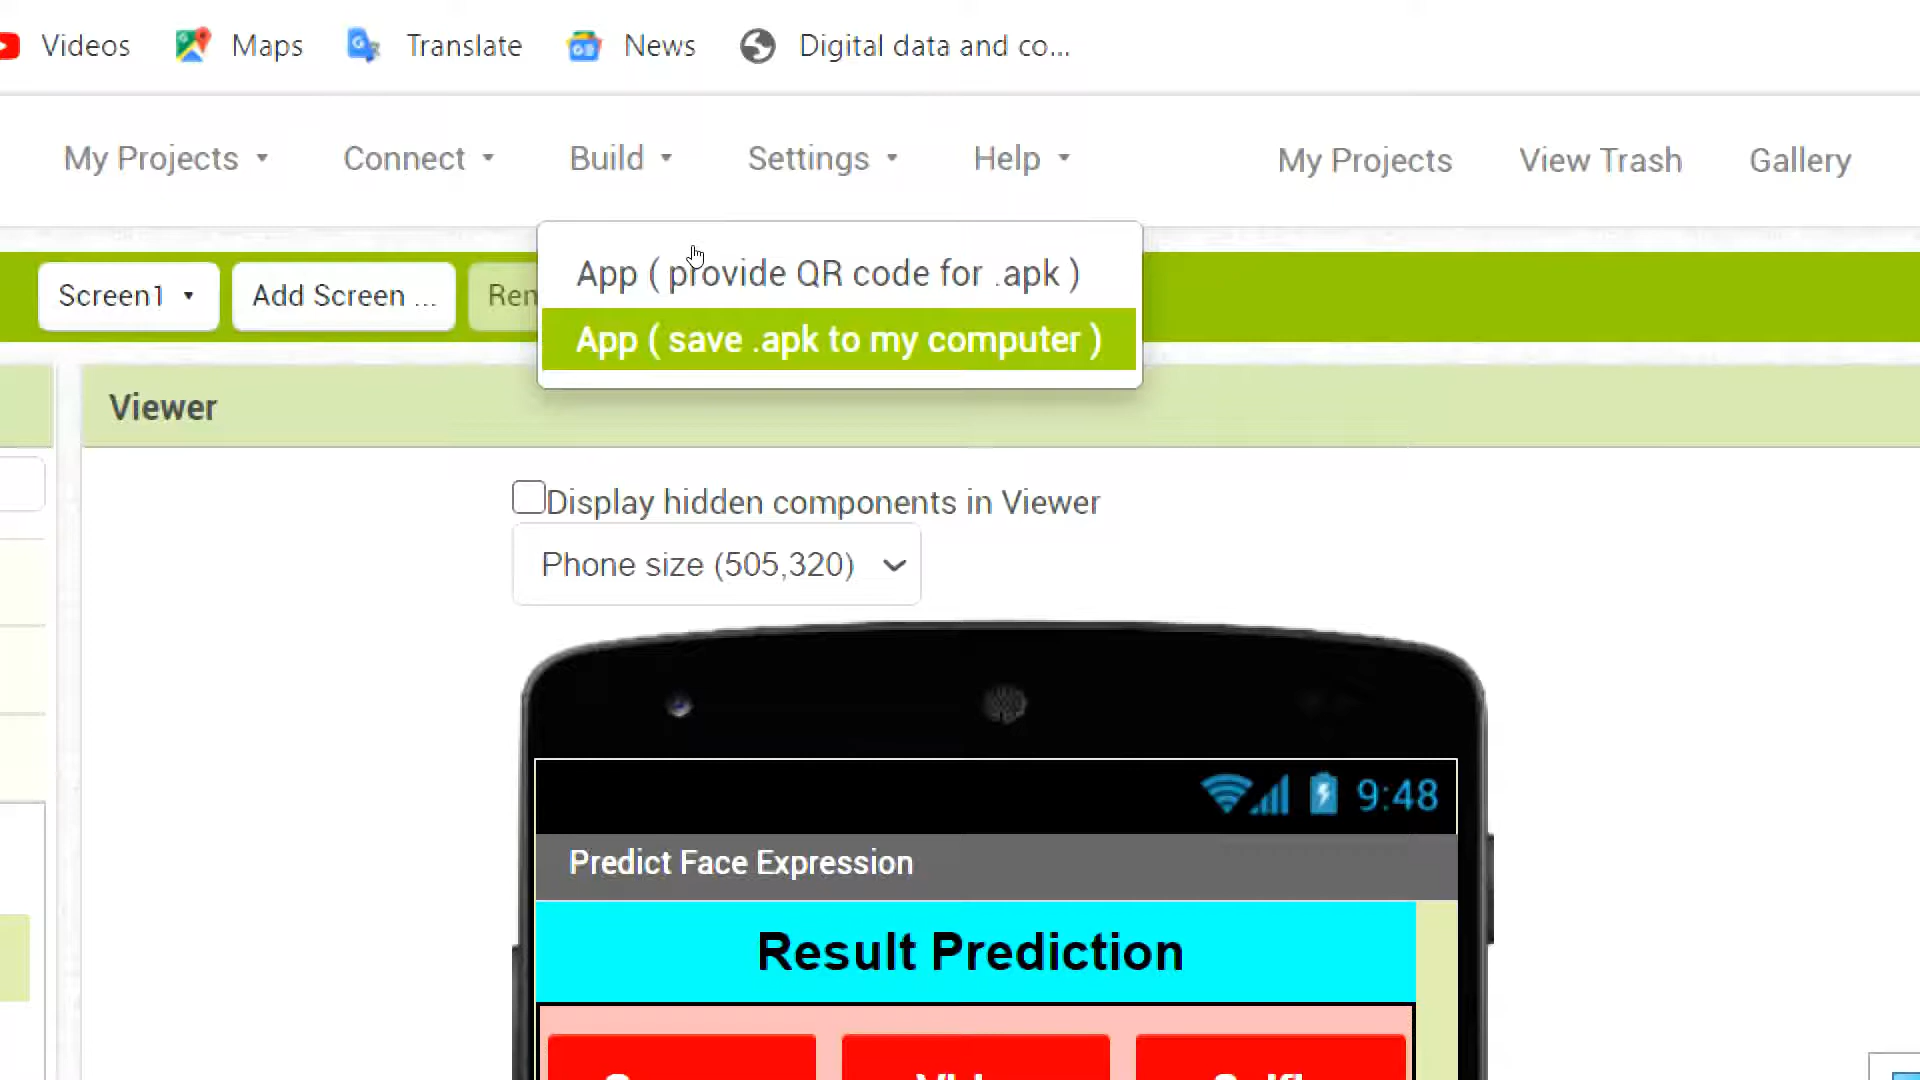 Videos Maps Translate News Digital data and co...
My Projects Connect Build Settings Help My Projects View Trash Gallery
Screen1 Add Screen ...
App ( provide QR code for .apk )
App ( save .apk to my computer )
Viewer
Display hidden components in Viewer
Phone size (505,320)
9:48
Predict Face Expression
Result Prediction